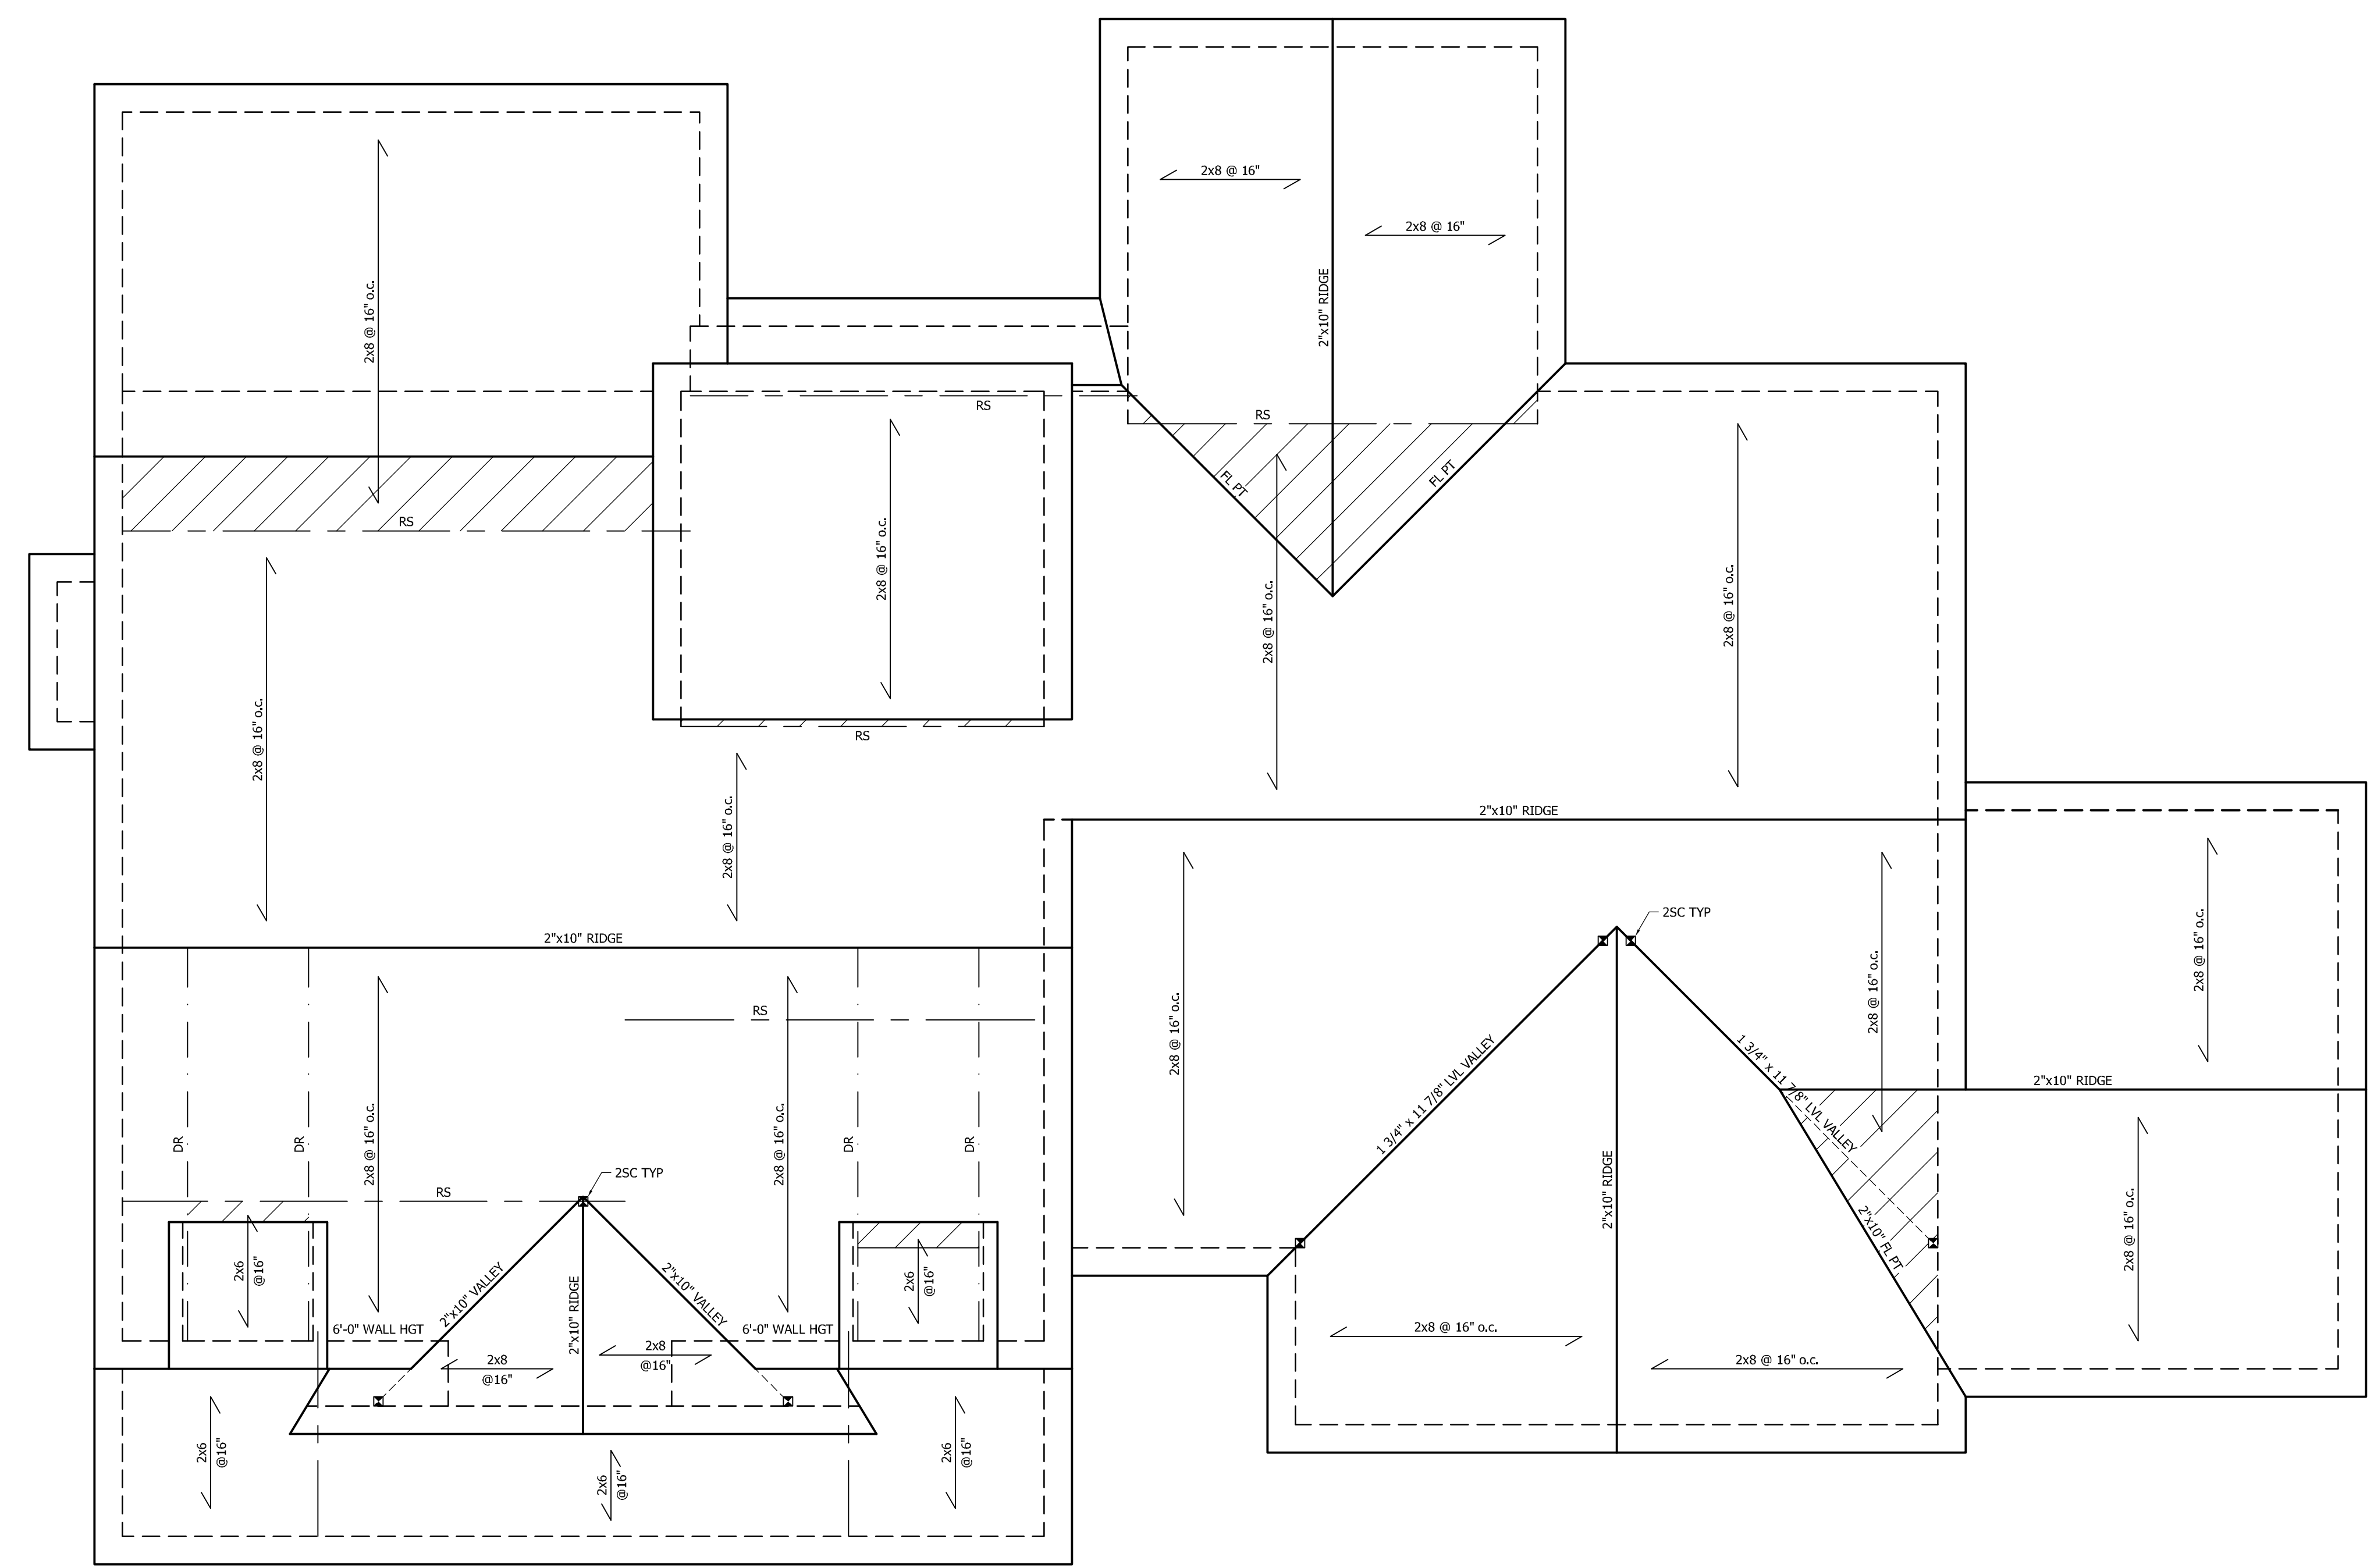 2x8 @ 16"
2x8 @ 16"
2"x10" RIDGE
2x8 @ 16" o.c.
RS
RS
FL PT
FL PT
RS
2x8 @ 16" o.c.
2x8 @ 16" o.c.
2x8 @ 16" o.c.
2x8 @ 16" o.c.
RS
2x8 @ 16" o.c.
2"x10" RIDGE
2"x10" RIDGE
2SC TYP
2x8 @ 16" o.c.
2x8 @ 16" o.c.
2x8 @ 16" o.c.
RS
1 3/4" x 11 7/8" LVL VALLEY
1 3/4" x 11 7/8" LVL VALLEY
2"x10" RIDGE
DR
DR
2x8 @ 16" o.c.
2x8 @ 16" o.c.
DR
DR
RS
2SC TYP
2"x10" RIDGE
2"x10" FL PT
2x8 @ 16" o.c.
2x6
@16"
2"x10" VALLEY
2"x10" RIDGE
2"x10" VALLEY
2x6
@16"
6'-0" WALL HGT
6'-0" WALL HGT
2x8
@16"
2x8
@16"
2x8 @ 16" o.c.
2x8 @ 16" o.c.
2x6
@16"
2x6
@16"
2x6
@16"